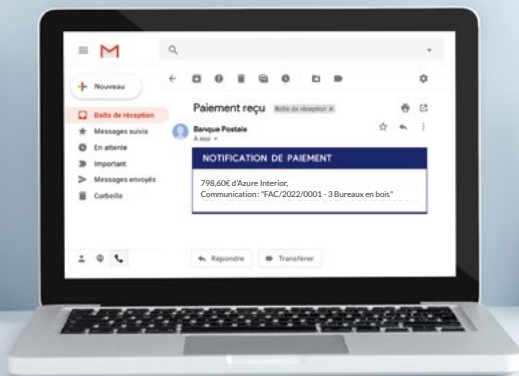 Nouveau
Boîte de réception
Messages suivis
En attente
Important
Messages envoyés
Corbeille
Paiement reçu
Boîte de réception x
Banque Postale
À moi
NOTIFICATION DE PAIEMENT
798,60€ d'Azure Interior,
Communication : "FAC/2022/0001 - 3 Bureaux en bois"
Répondre
Transférer